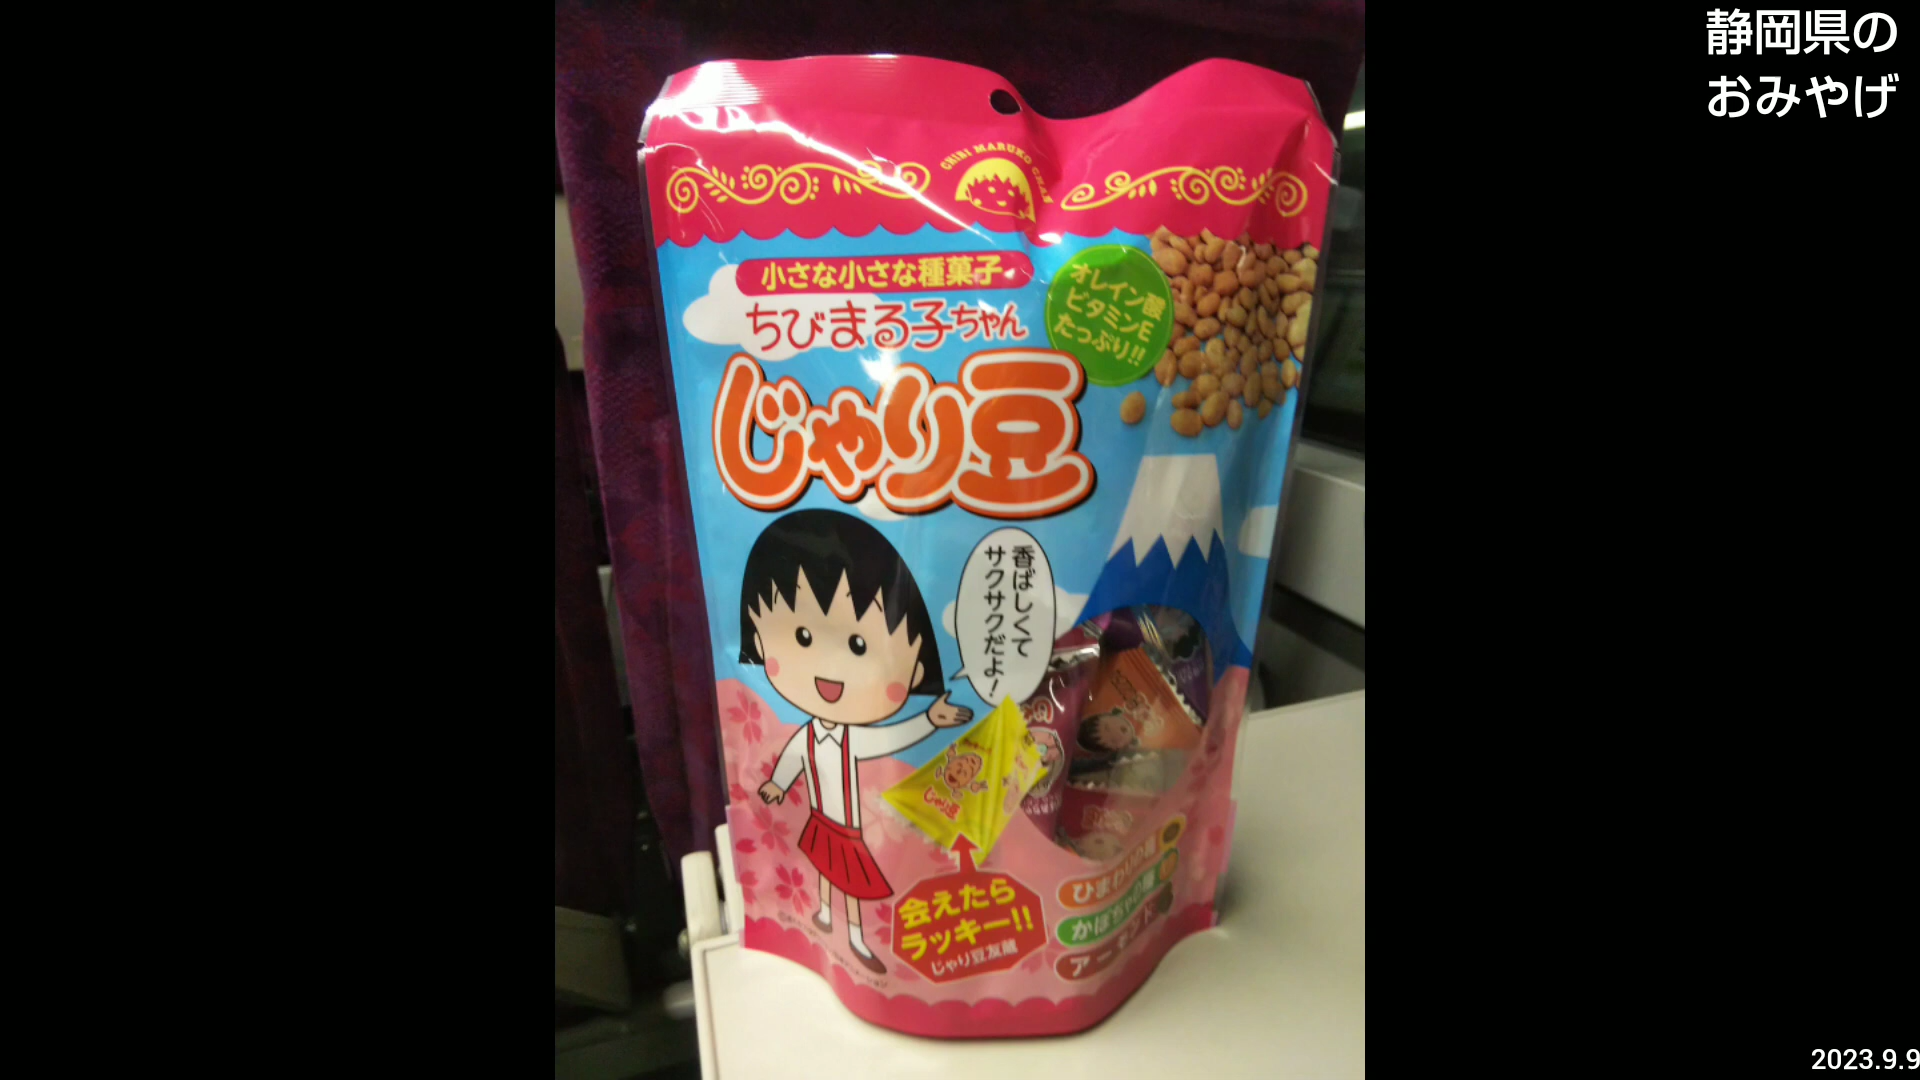 静岡県の
おみやげ
CHIBI MARUKO CHAN
小さな小さな種菓子
ちびまる子ちゃん
じゃり豆
オレイン酸
ビタミンE
たっぷり!!
香ばしくて
サクサクだよ!
じゃり豆
会えたら
ラッキー!!
じゃり豆友蔵
ひまわりの種
かぼちゃの種
アーモンド
2023.9.9